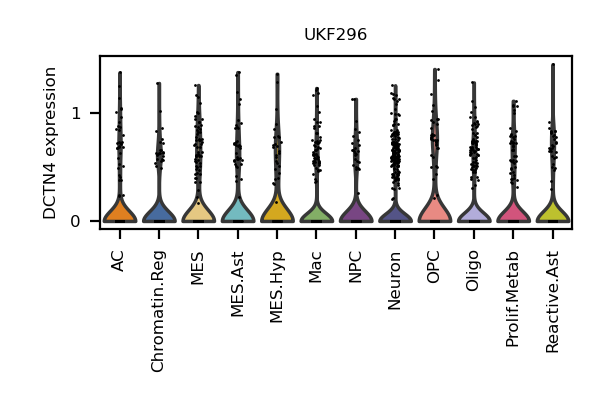 UKF296
DCTN4 expression
1
0
AC
Chromatin.Reg
MES
MES.Ast
MES.Hyp
Mac
NPC
Neuron
OPC
Oligo
Prolif.Metab
Reactive.Ast